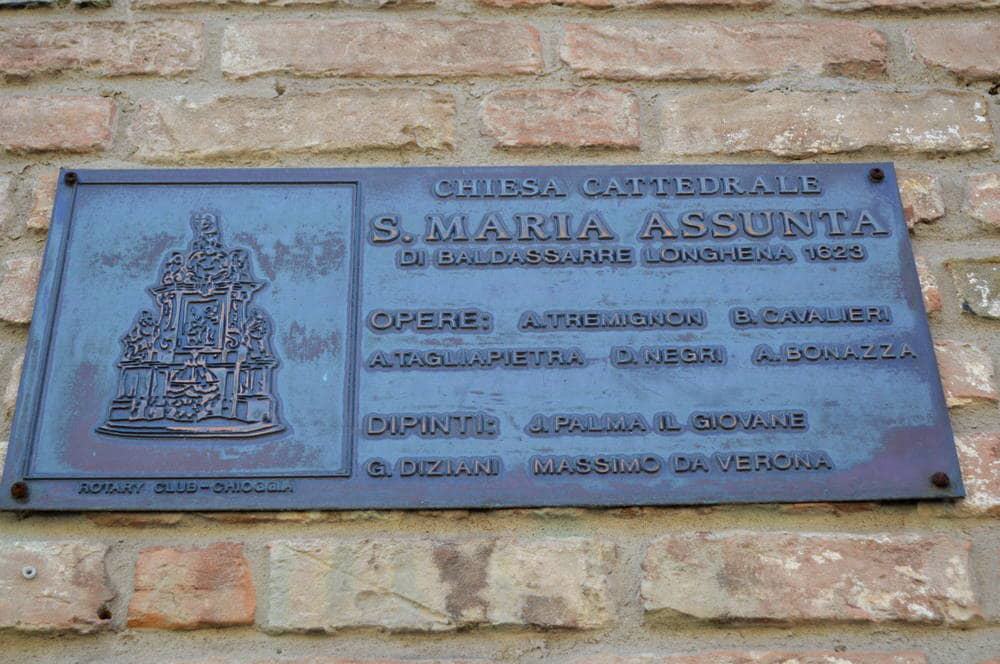 CHIESA CATTEDRALE
S. MARIA ASSUNTA
DI BALDASSARRE LONGHENA 1623
OPERE: A.TREMIGNON B.CAVALIERI
A.TAGLIAPIETRA D.NEGRI A.BONAZZA
DIPINTI: J.PALMA IL GIOVANE
G. DIZIANI MASSIMO DA VERONA
ROTARY CLUB-CHIOGGIA